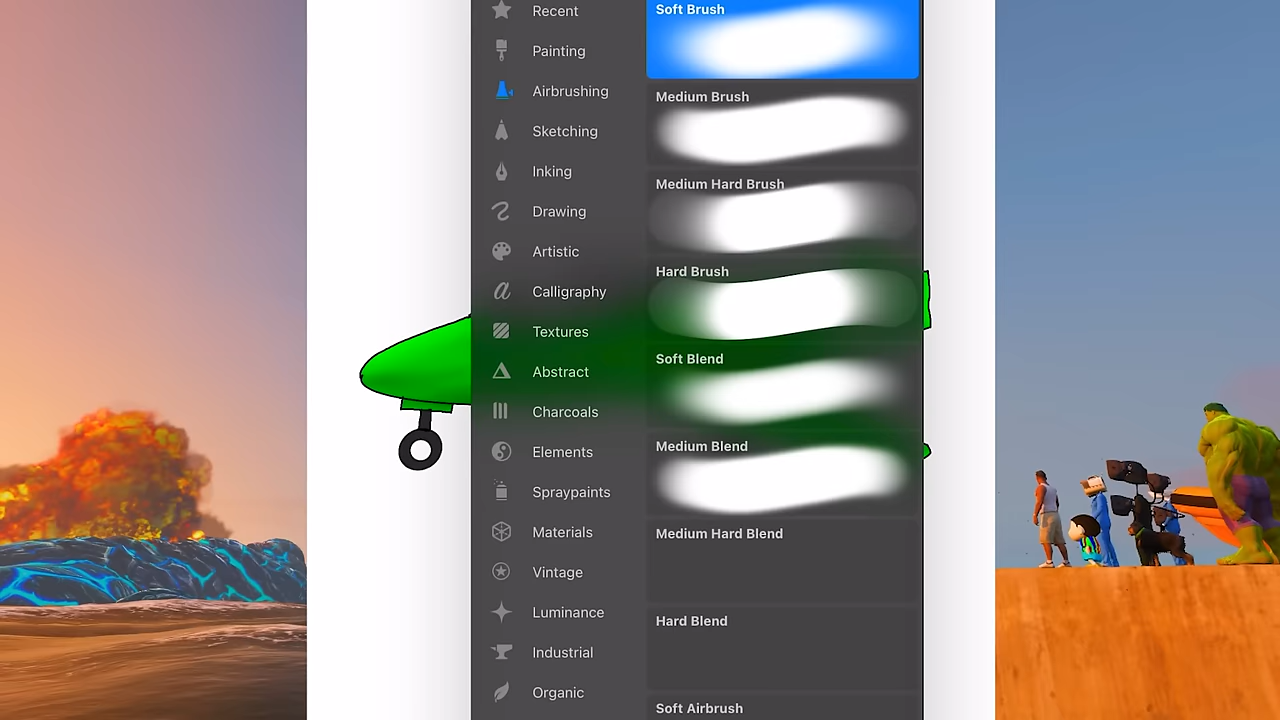 Recent
Painting
Airbrushing
Sketching
Inking
Drawing
Artistic
Calligraphy
Textures
Abstract
Charcoals
Elements
Spraypaints
Materials
Vintage
Luminance
Industrial
Organic
Soft Brush
Medium Brush
Medium Hard Brush
Hard Brush
Soft Blend
Medium Blend
Medium Hard Blend
Hard Blend
Soft Airbrush